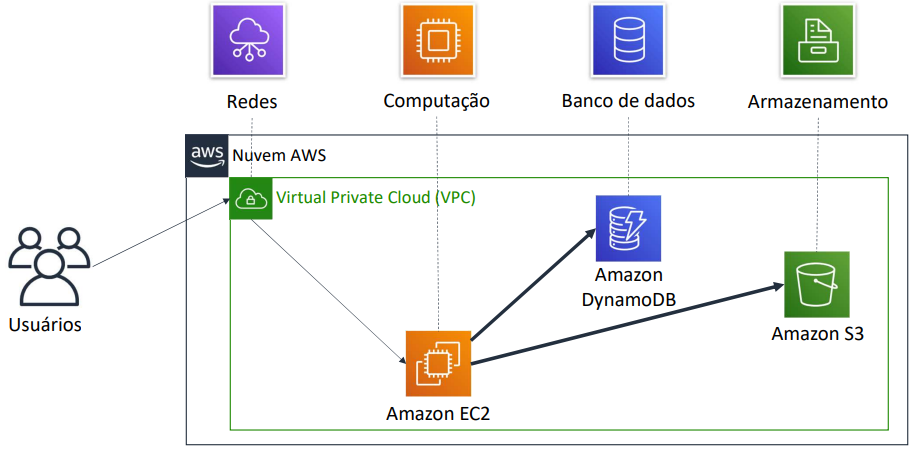 Redes
Computação
Banco de dados
Armazenamento
aws
Nuvem AWS
Virtual Private Cloud (VPC)
Usuários
Amazon
DynamoDB
Amazon S3
Amazon EC2